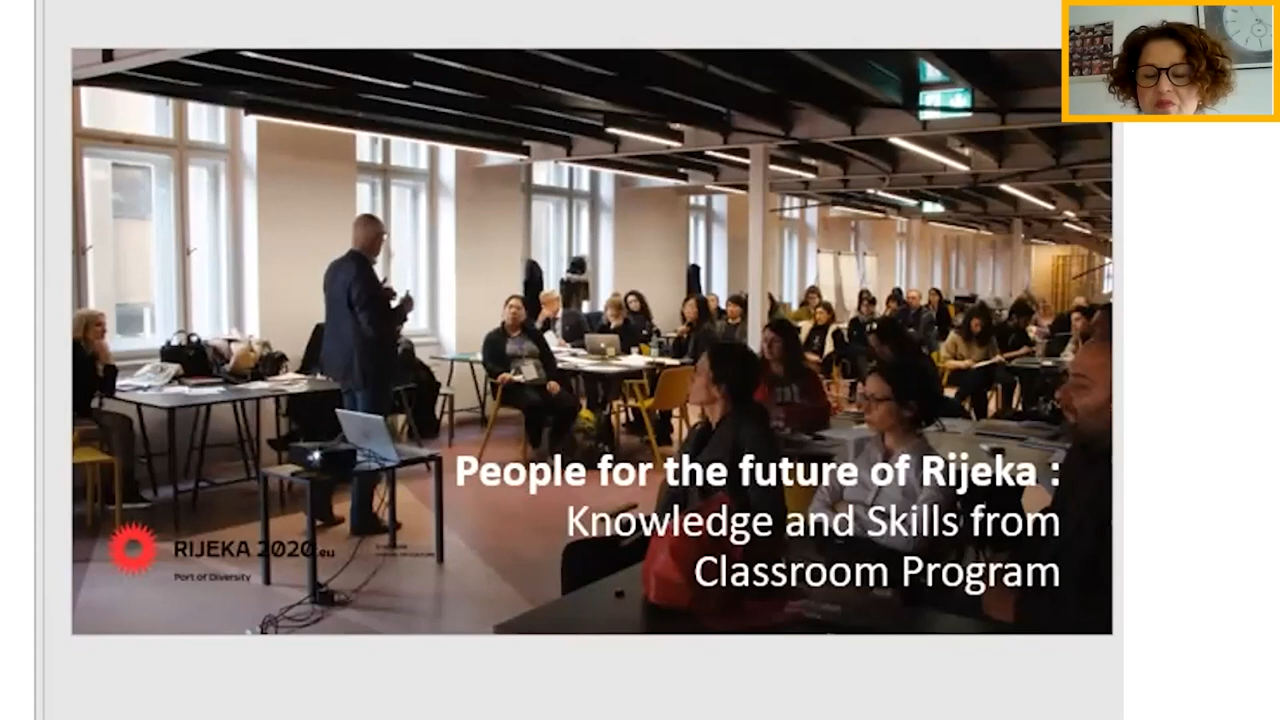 People for the future of Rijeka :
Knowledge and Skills from
Classroom Program
RIJEKA 2020.eu
Port of Diversity